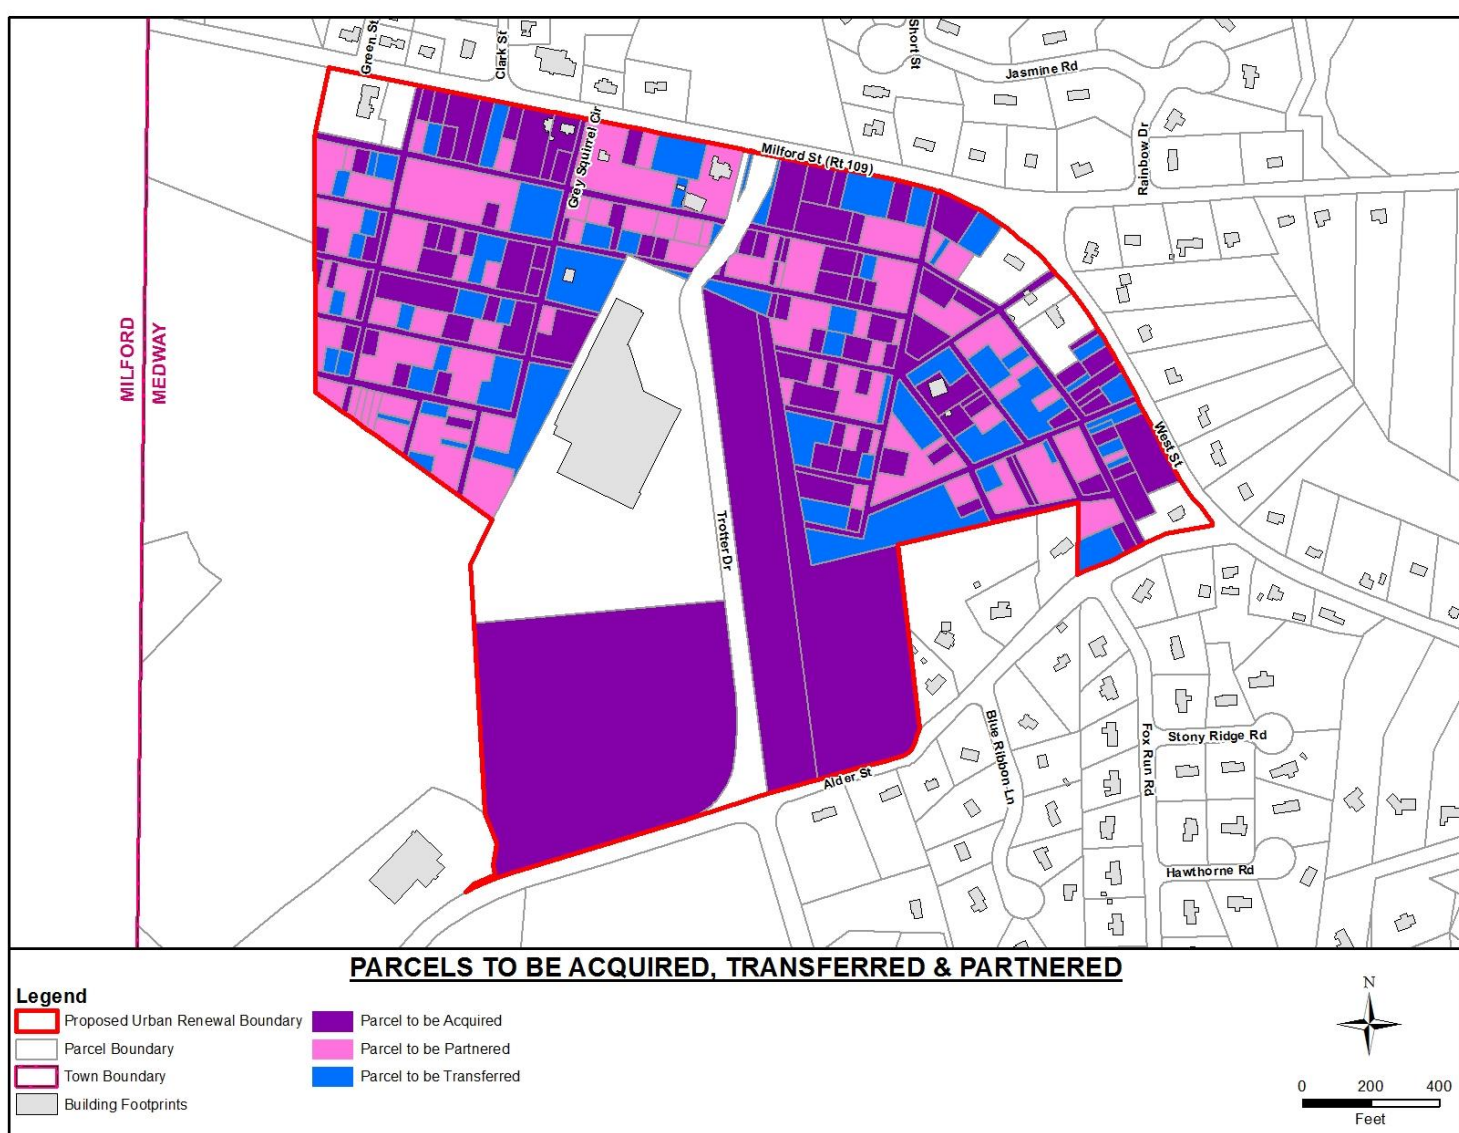 Green St
Clark St
Short St
Jasmine Rd
Rainbow Dr
Grey Squirrel Cir
Milford St (Rt 109)
MILFORD
MEDWAY
West St
Trotter Dr
Alder St
Blue Ribbon Ln
Fox Run Rd
Stony Ridge Rd
Hawthorne Rd
PARCELS TO BE ACQUIRED, TRANSFERRED & PARTNERED
Legend
Proposed Urban Renewal Boundary
Parcel Boundary
Town Boundary
Building Footprints
Parcel to be Acquired
Parcel to be Partnered
Parcel to be Transferred
N
0 200 400
Feet